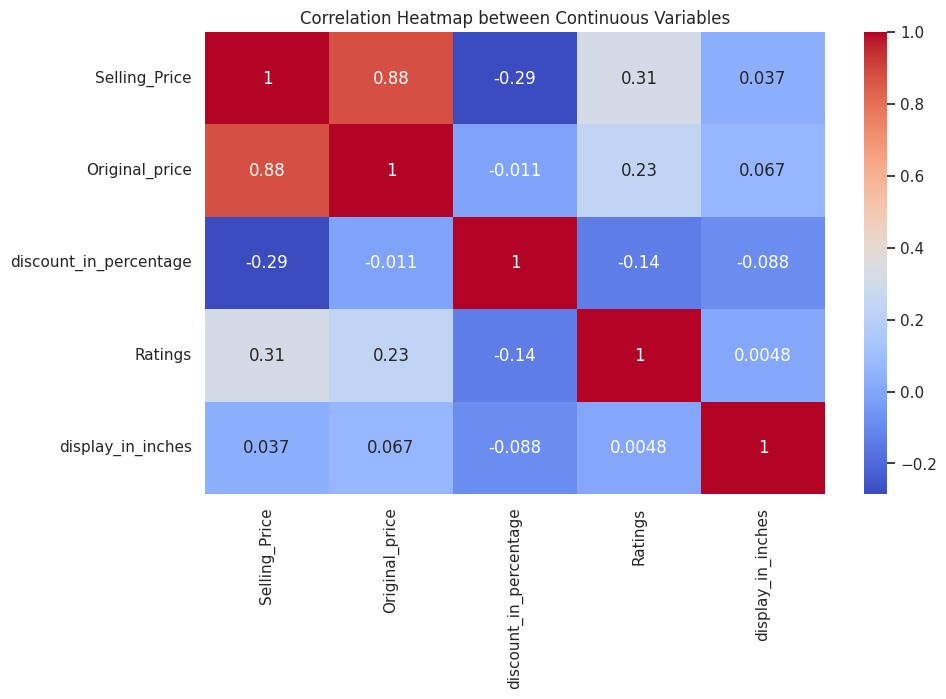 Correlation Heatmap between Continuous Variables
Selling_Price
1
0.88
-0.29
0.31
0.037
Original_price
0.88
1
-0.011
0.23
0.067
discount_in_percentage
-0.29
-0.011
1
-0.14
-0.088
Ratings
0.31
0.23
-0.14
1
0.0048
display_in_inches
0.037
0.067
-0.088
0.0048
1
Selling_Price
Original_price
discount_in_percentage
Ratings
display_in_inches
1.0
0.8
0.6
0.4
0.2
0.0
−0.2